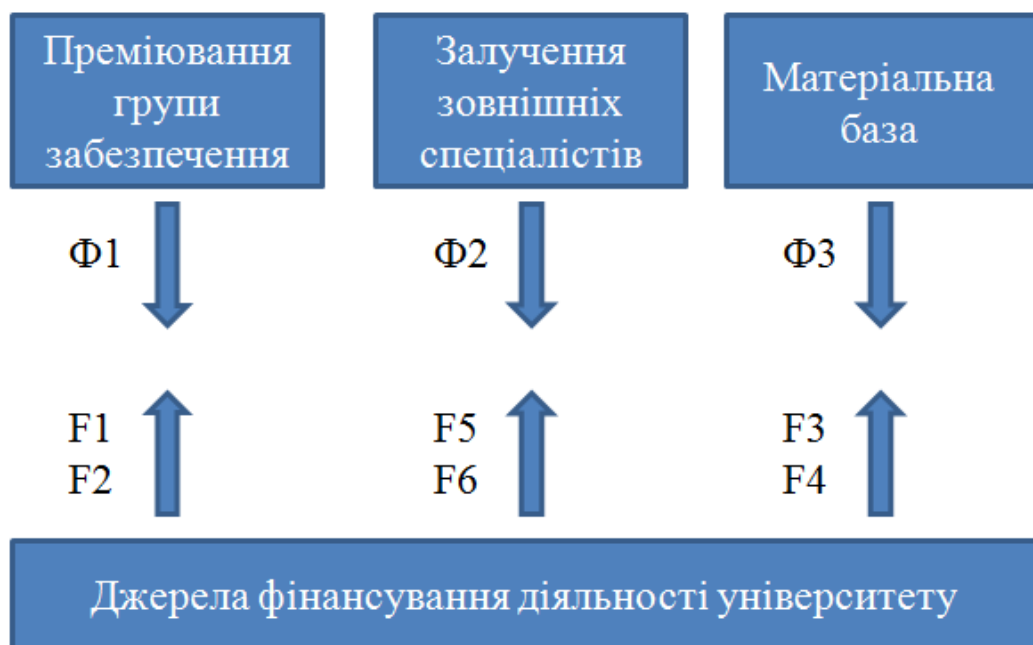 Преміювання
групи
забезпечення
Залучення
зовнішніх
спеціалістів
Матеріальна
база
Ф1
Ф2
Ф3
F1
F2
F5
F6
F3
F4
Джерела фінансування діяльності університету